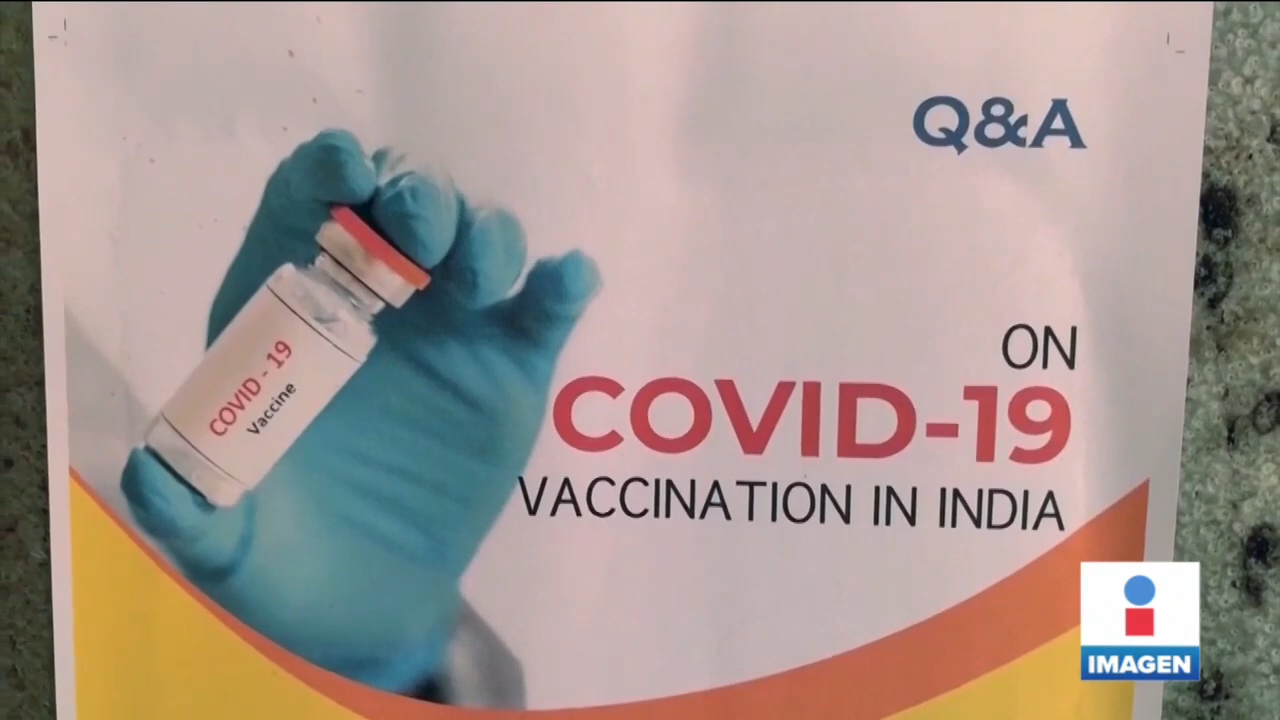 Q&A
ON
COVID-19
VACCINATION IN INDIA
COVID - 19
Vaccine
IMAGEN